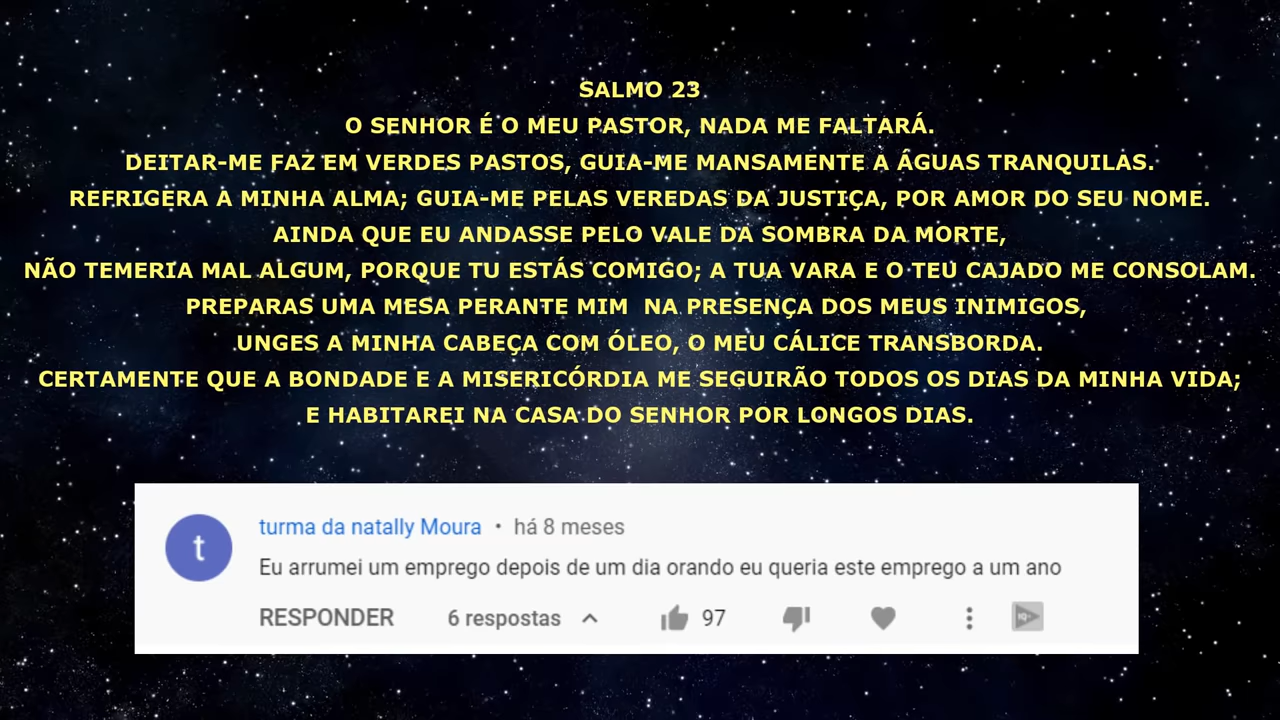 SALMO 23
O SENHOR É O MEU PASTOR, NADA ME FALTARÁ.
DEITAR-ME FAZ EM VERDES PASTOS, GUIA-ME MANSAMENTE A ÁGUAS TRANQUILAS.
REFRIGERA A MINHA ALMA; GUIA-ME PELAS VEREDAS DA JUSTIÇA, POR AMOR DO SEU NOME.
AINDA QUE EU ANDASSE PELO VALE DA SOMBRA DA MORTE,
NÃO TEMERIA MAL ALGUM, PORQUE TU ESTÁS COMIGO; A TUA VARA E O TEU CAJADO ME CONSOLAM.
PREPARAS UMA MESA PERANTE MIM NA PRESENÇA DOS MEUS INIMIGOS,
UNGES A MINHA CABEÇA COM ÓLEO, O MEU CÁLICE TRANSBORDA.
CERTAMENTE QUE A BONDADE E A MISERICÓRDIA ME SEGUIRÃO TODOS OS DIAS DA MINHA VIDA;
E HABITAREI NA CASA DO SENHOR POR LONGOS DIAS.
t
turma da natally Moura • há 8 meses
Eu arrumei um emprego depois de um dia orando eu queria este emprego a um ano
RESPONDER 6 respostas 97